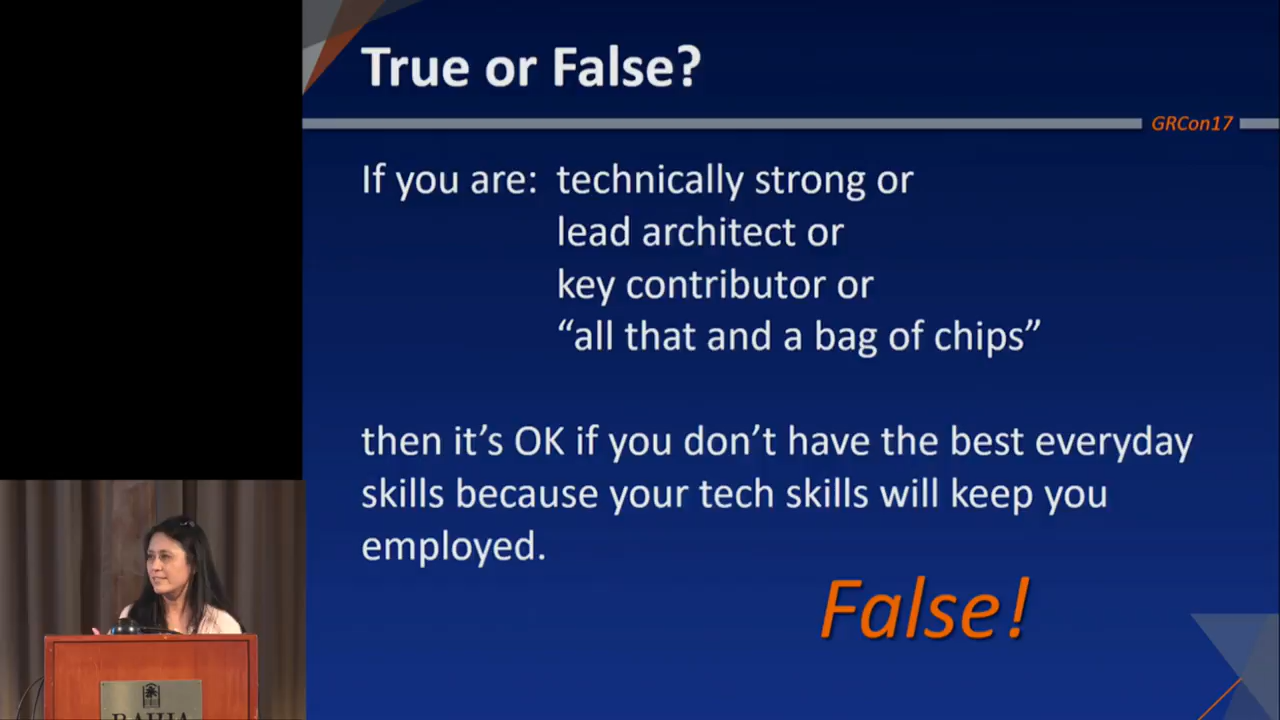 True or False?
GRCon17
If you are: technically strong or
lead architect or
key contributor or
“all that and a bag of chips”
then it’s OK if you don’t have the best everyday
skills because your tech skills will keep you
employed.
False!
BAHIA